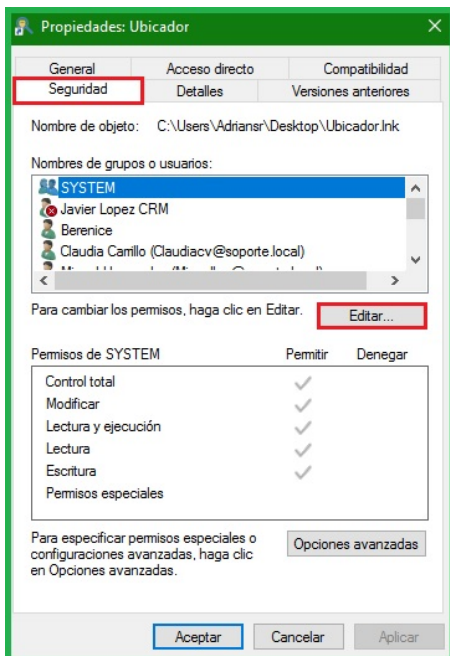 Propiedades: Ubicador
General Acceso directo Compatibilidad
Seguridad Detalles Versiones anteriores
Nombre de objeto: C:\Users\Adriansr\Desktop\Ubicador.lnk
Nombres de grupos o usuarios:
SYSTEM
Javier Lopez CRM
Berenice
Claudia Carrillo (Claudiacv@soporte.local)
Para cambiar los permisos, haga clic en Editar. Editar...
Permisos de SYSTEM Permitir Denegar
Control total
Modificar
Lectura y ejecución
Lectura
Escritura
Permisos especiales
Para especificar permisos especiales o
configuraciones avanzadas, haga clic
en Opciones avanzadas.
Opciones avanzadas
Aceptar Cancelar Aplicar